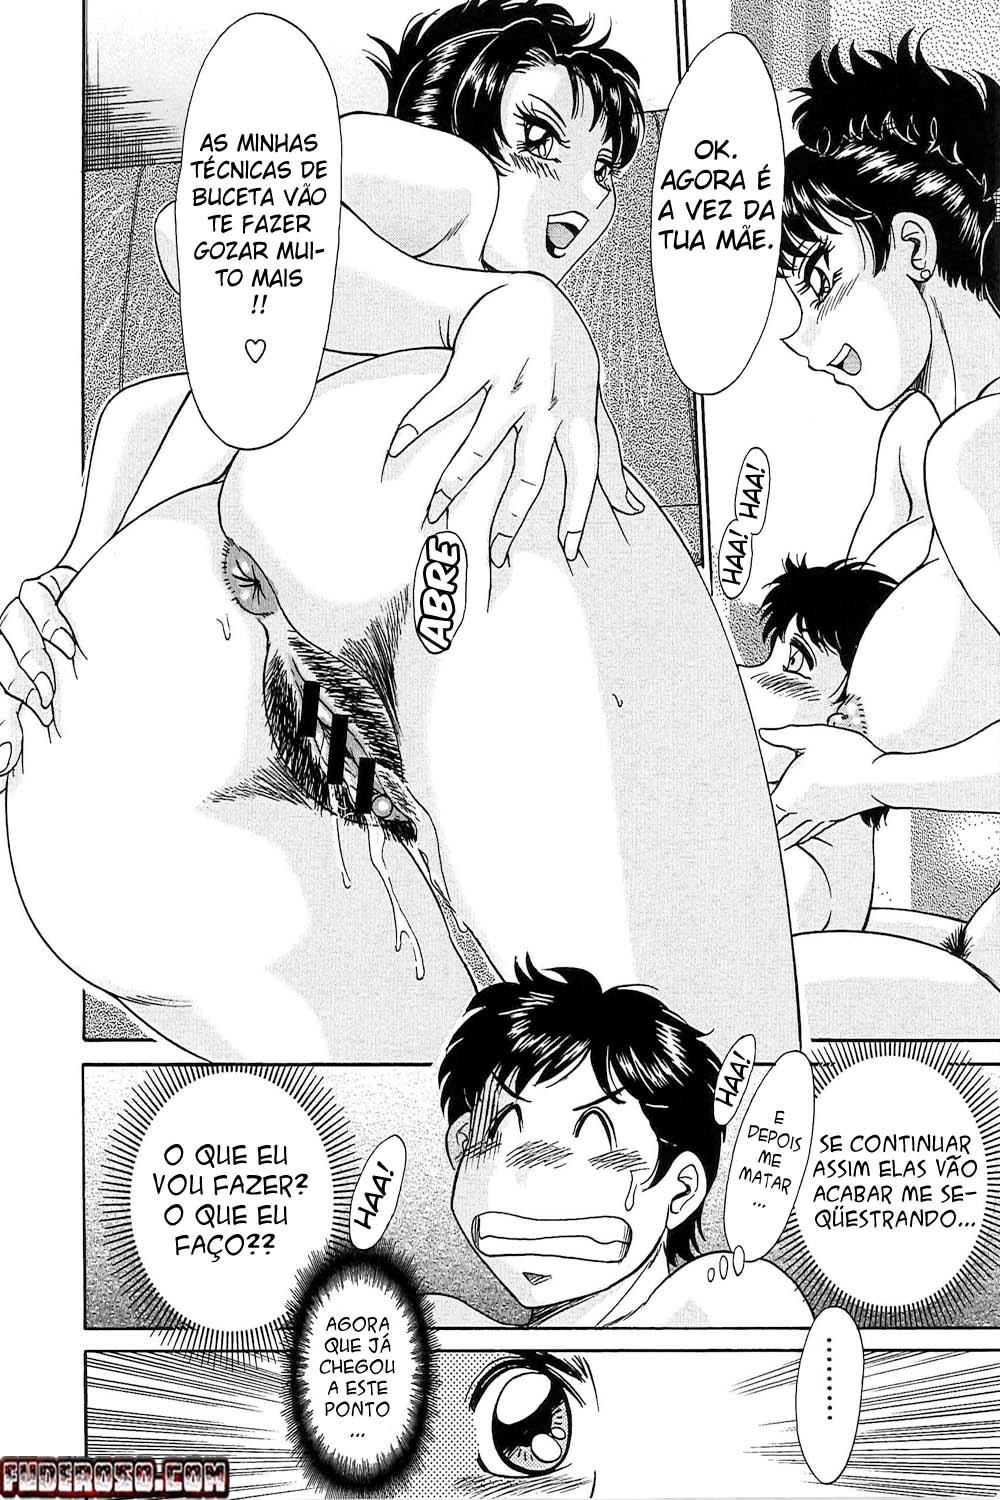 OK.
AGORA É
A VEZ DA
TUA MÃE.
AS MINHAS
TÉCNICAS DE
BUCETA VÃO
TE FAZER
GOZAR MUI-
TO MAIS
!!
♡
HAA! HAA!
ABRE
SE CONTINUAR
ASSIM ELAS VÃO
ACABAR ME SE-
QÜESTRANDO...
E
DEPOIS
ME
MATAR
...
HAA!
HAA!
O QUE EU
VOU FAZER?
O QUE EU
FAÇO??
.........
AGORA
QUE JÁ
CHEGOU
A ESTE
PONTO
...
FUDEROSO.COM